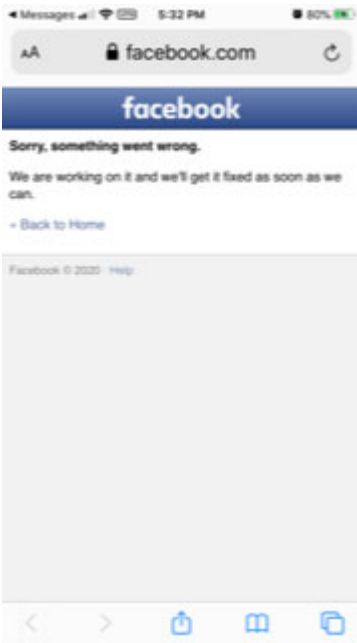 Messages 5:32 PM 80%
AA facebook.com
facebook
Sorry, something went wrong.
We are working on it and we'll get it fixed as soon as we
can.
Back to Home
Facebook © 2020 · Help